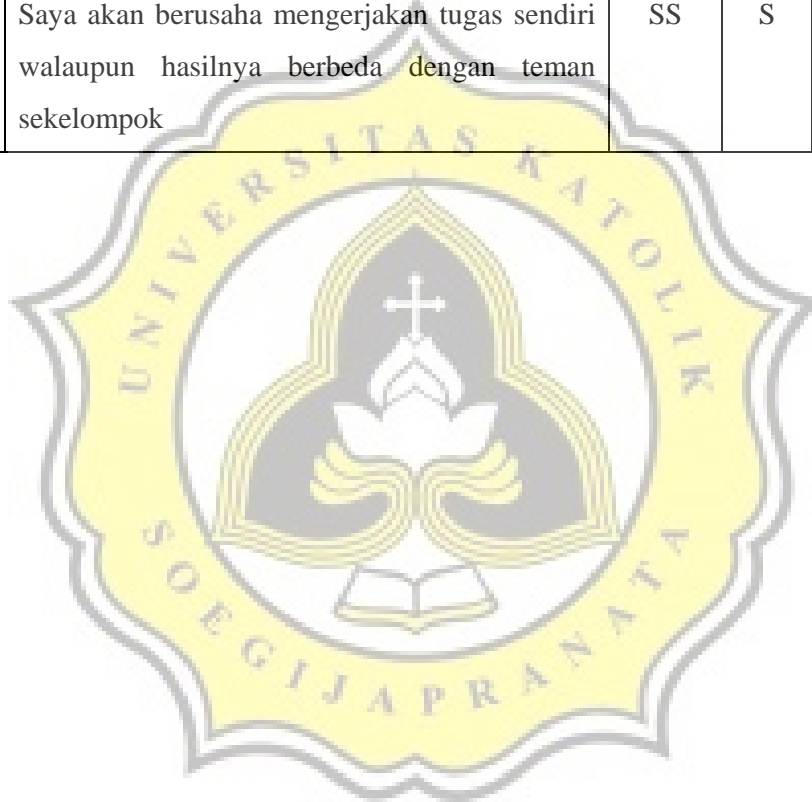 Saya akan berusaha mengerjakan tugas sendiri SS S
walaupun hasilnya berbeda dengan teman
sekelompok
UNIVERSITAS KATOLIK
SOEGIJAPRANATA